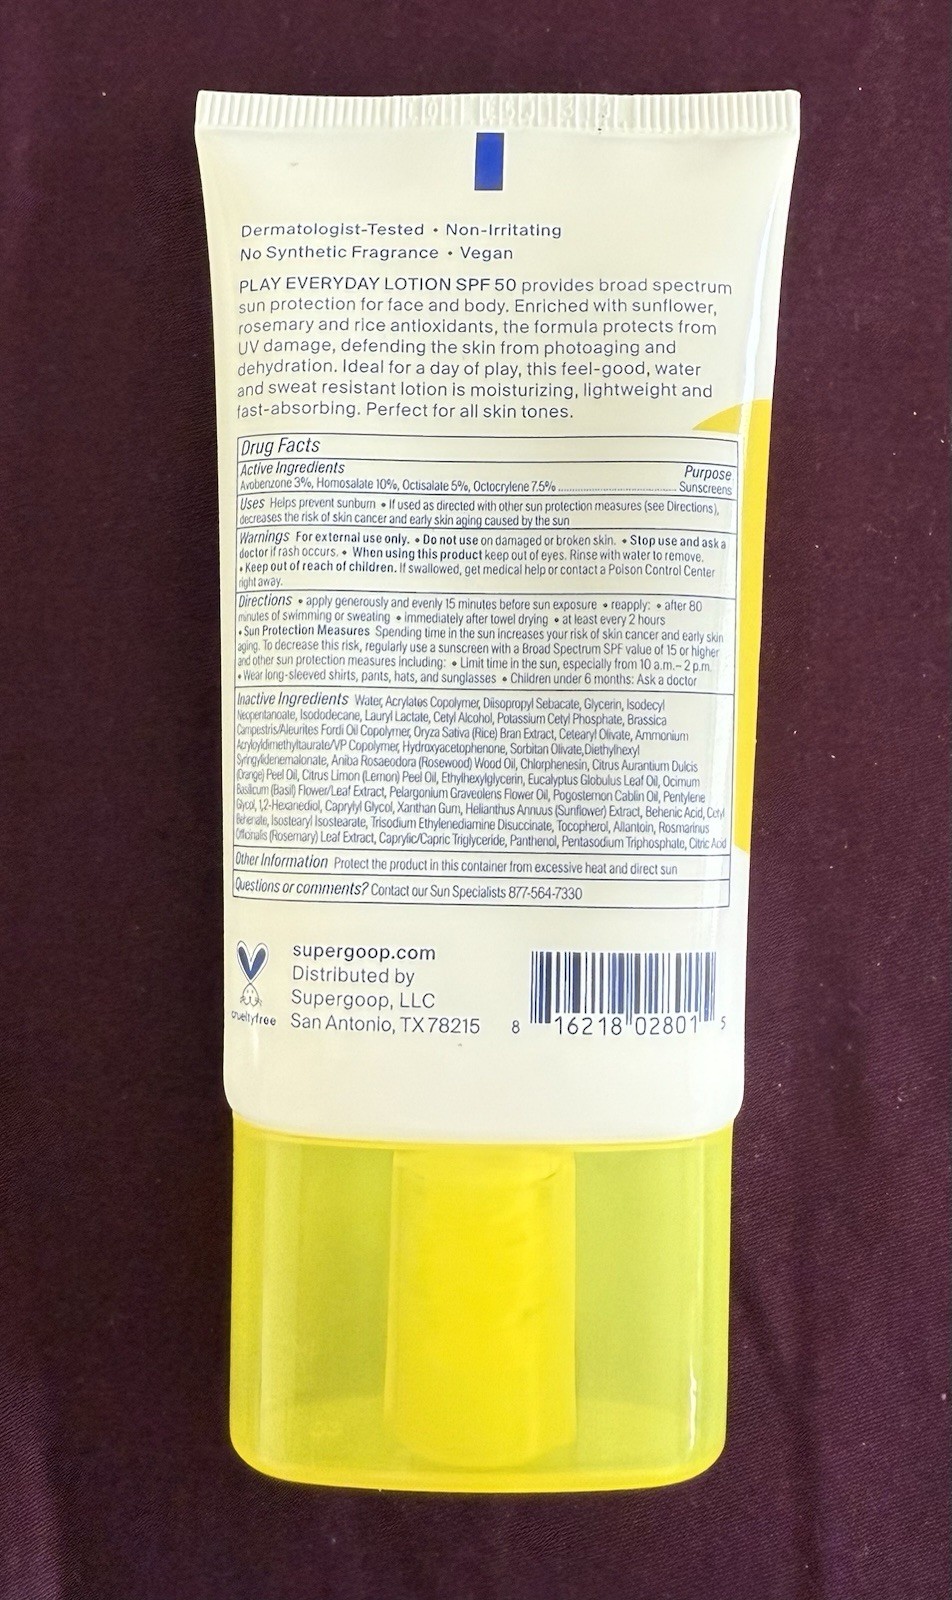 Dermatologist-Tested • Non-Irritating
No Synthetic Fragrance • Vegan
PLAY EVERYDAY LOTION SPF 50 provides broad spectrum
sun protection for face and body. Enriched with sunflower,
rosemary and rice antioxidants, the formula protects from
UV damage, defending the skin from photoaging and
dehydration. Ideal for a day of play, this feel-good, water
and sweat resistant lotion is moisturizing, lightweight and
fast-absorbing. Perfect for all skin tones.
Drug Facts
Active Ingredients Purpose
Avobenzone 3%, Homosalate 10%, Octisalate 5%, Octocrylene 7.5% ........................ Sunscreens
Uses Helps prevent sunburn • If used as directed with other sun protection measures (see Directions),
decreases the risk of skin cancer and early skin aging caused by the sun
Warnings For external use only. • Do not use on damaged or broken skin. • Stop use and ask a
doctor if rash occurs. • When using this product keep out of eyes. Rinse with water to remove.
• Keep out of reach of children. If swallowed, get medical help or contact a Poison Control Center
right away.
Directions • apply generously and evenly 15 minutes before sun exposure • reapply: • after 80
minutes of swimming or sweating • immediately after towel drying • at least every 2 hours
• Sun Protection Measures Spending time in the sun increases your risk of skin cancer and early skin
aging. To decrease this risk, regularly use a sunscreen with a Broad Spectrum SPF value of 15 or higher
and other sun protection measures including: • Limit time in the sun, especially from 10 a.m.– 2 p.m.
• Wear long-sleeved shirts, pants, hats, and sunglasses • Children under 6 months: Ask a doctor
Inactive Ingredients Water, Acrylates Copolymer, Diisopropyl Sebacate, Glycerin, Isodecyl
Neopentanoate, Isododecane, Lauryl Lactate, Cetyl Alcohol, Potassium Cetyl Phosphate, Brassica
Campestris/Aleurites Fordi Oil Copolymer, Oryza Sativa (Rice) Bran Extract, Cetearyl Olivate, Ammonium
Acryloyldimethyltaurate/VP Copolymer, Hydroxyacetophenone, Sorbitan Olivate,Diethylhexyl
Syringylidenemalonate, Aniba Rosaeodora (Rosewood) Wood Oil, Chlorphenesin, Citrus Aurantium Dulcis
(Orange) Peel Oil, Citrus Limon (Lemon) Peel Oil, Ethylhexylglycerin, Eucalyptus Globulus Leaf Oil, Ocimum
Basilicum (Basil) Flower/Leaf Extract, Pelargonium Graveolens Flower Oil, Pogostemon Cablin Oil, Pentylene
Glycol, 1,2-Hexanediol, Caprylyl Glycol, Xanthan Gum, Helianthus Annuus (Sunflower) Extract, Behenic Acid, Cetyl
Behenate, Isostearyl Isostearate, Trisodium Ethylenediamine Disuccinate, Tocopherol, Allantoin, Rosmarinus
Officinalis (Rosemary) Leaf Extract, Caprylic/Capric Triglyceride, Panthenol, Pentasodium Triphosphate, Citric Acid
Other Information Protect the product in this container from excessive heat and direct sun
Questions or comments? Contact our Sun Specialists 877-564-7330
crueltyfree
supergoop.com
Distributed by
Supergoop, LLC
San Antonio, TX 78215
8 16218 02801 5